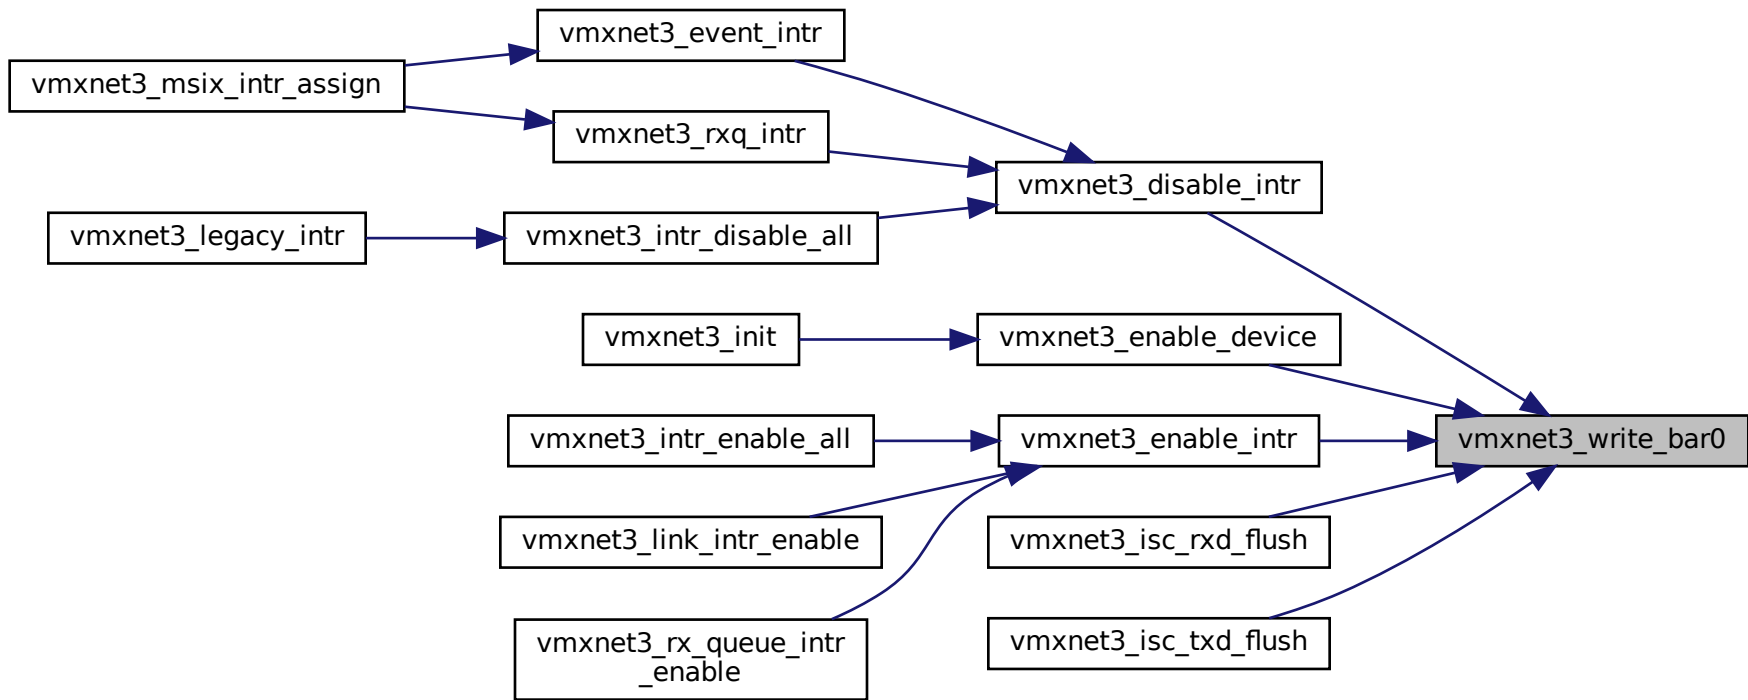 vmxnet3_event_intr
vmxnet3_msix_intr_assign
vmxnet3_rxq_intr
vmxnet3_disable_intr
vmxnet3_legacy_intr
vmxnet3_intr_disable_all
vmxnet3_init
vmxnet3_enable_device
vmxnet3_intr_enable_all
vmxnet3_enable_intr
vmxnet3_write_bar0
vmxnet3_link_intr_enable
vmxnet3_isc_rxd_flush
vmxnet3_rx_queue_intr
_enable
vmxnet3_isc_txd_flush